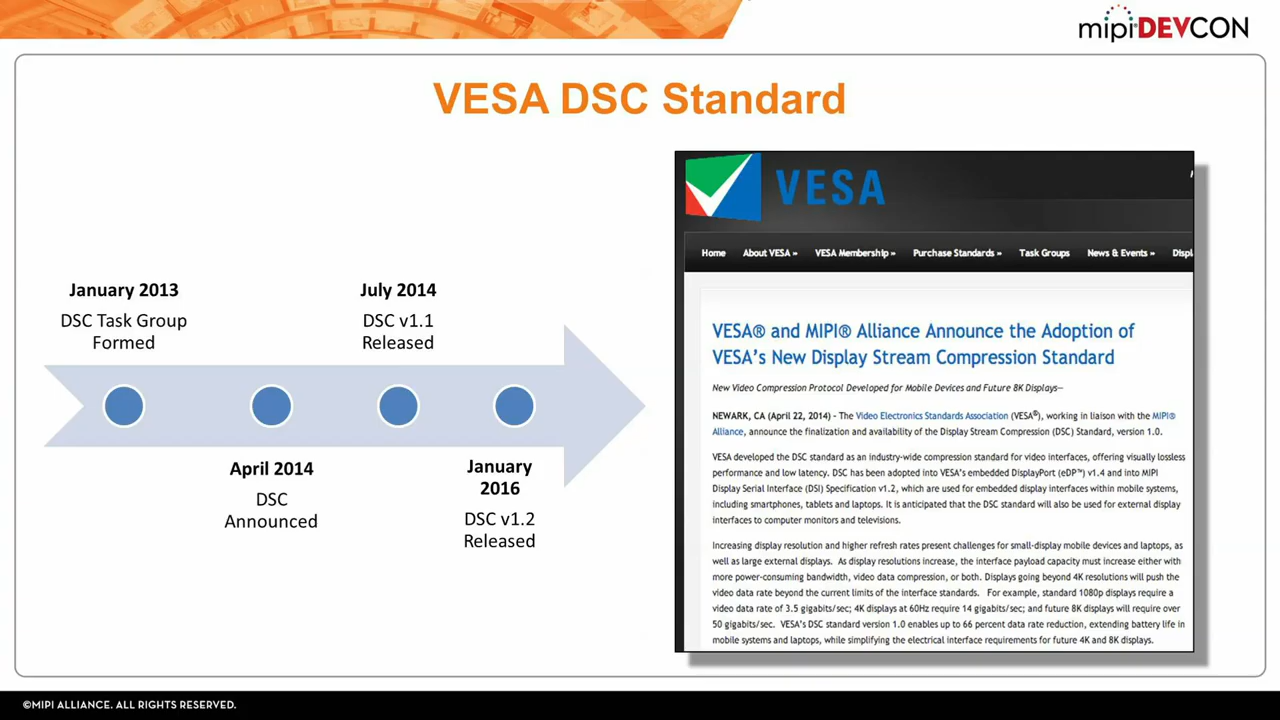 mipi DEVCON
VESA DSC Standard
January 2013
DSC Task Group
Formed
July 2014
DSC v1.1
Released
April 2014
DSC
Announced
January
2016
DSC v1.2
Released
VESA
Home About VESA » VESA Membership » Purchase Standards » Task Groups News & Events » Displ
VESA® and MIPI® Alliance Announce the Adoption of
VESA's New Display Stream Compression Standard
New Video Compression Protocol Developed for Mobile Devices and Future 8K Displays—
NEWARK, CA (April 22, 2014) – The Video Electronics Standards Association (VESA®), working in liaison with the MIPI®
Alliance, announce the finalization and availability of the Display Stream Compression (DSC) Standard, version 1.0.
VESA developed the DSC standard as an industry-wide compression standard for video interfaces, offering visually lossless
performance and low latency. DSC has been adopted into VESA's embedded DisplayPort (eDP™) v1.4 and into MIPI
Display Serial Interface (DSI) Specification v1.2, which are used for embedded display interfaces within mobile systems,
including smartphones, tablets and laptops. It is anticipated that the DSC standard will also be used for external display
interfaces to computer monitors and televisions.
Increasing display resolution and higher refresh rates present challenges for small-display mobile devices and laptops, as
well as large external displays. As display resolutions increase, the interface payload capacity must increase either with
more power-consuming bandwidth, video data compression, or both. Displays going beyond 4K resolutions will push the
video data rate beyond the current limits of the interface standards. For example, standard 1080p displays require a
video data rate of 3.5 gigabits/sec; 4K displays at 60Hz require 14 gigabits/sec; and future 8K displays will require over
50 gigabits/sec. VESA's DSC standard version 1.0 enables up to 66 percent data rate reduction, extending battery life in
mobile systems and laptops, while simplifying the electrical interface requirements for future 4K and 8K displays.
©MIPI ALLIANCE. ALL RIGHTS RESERVED.